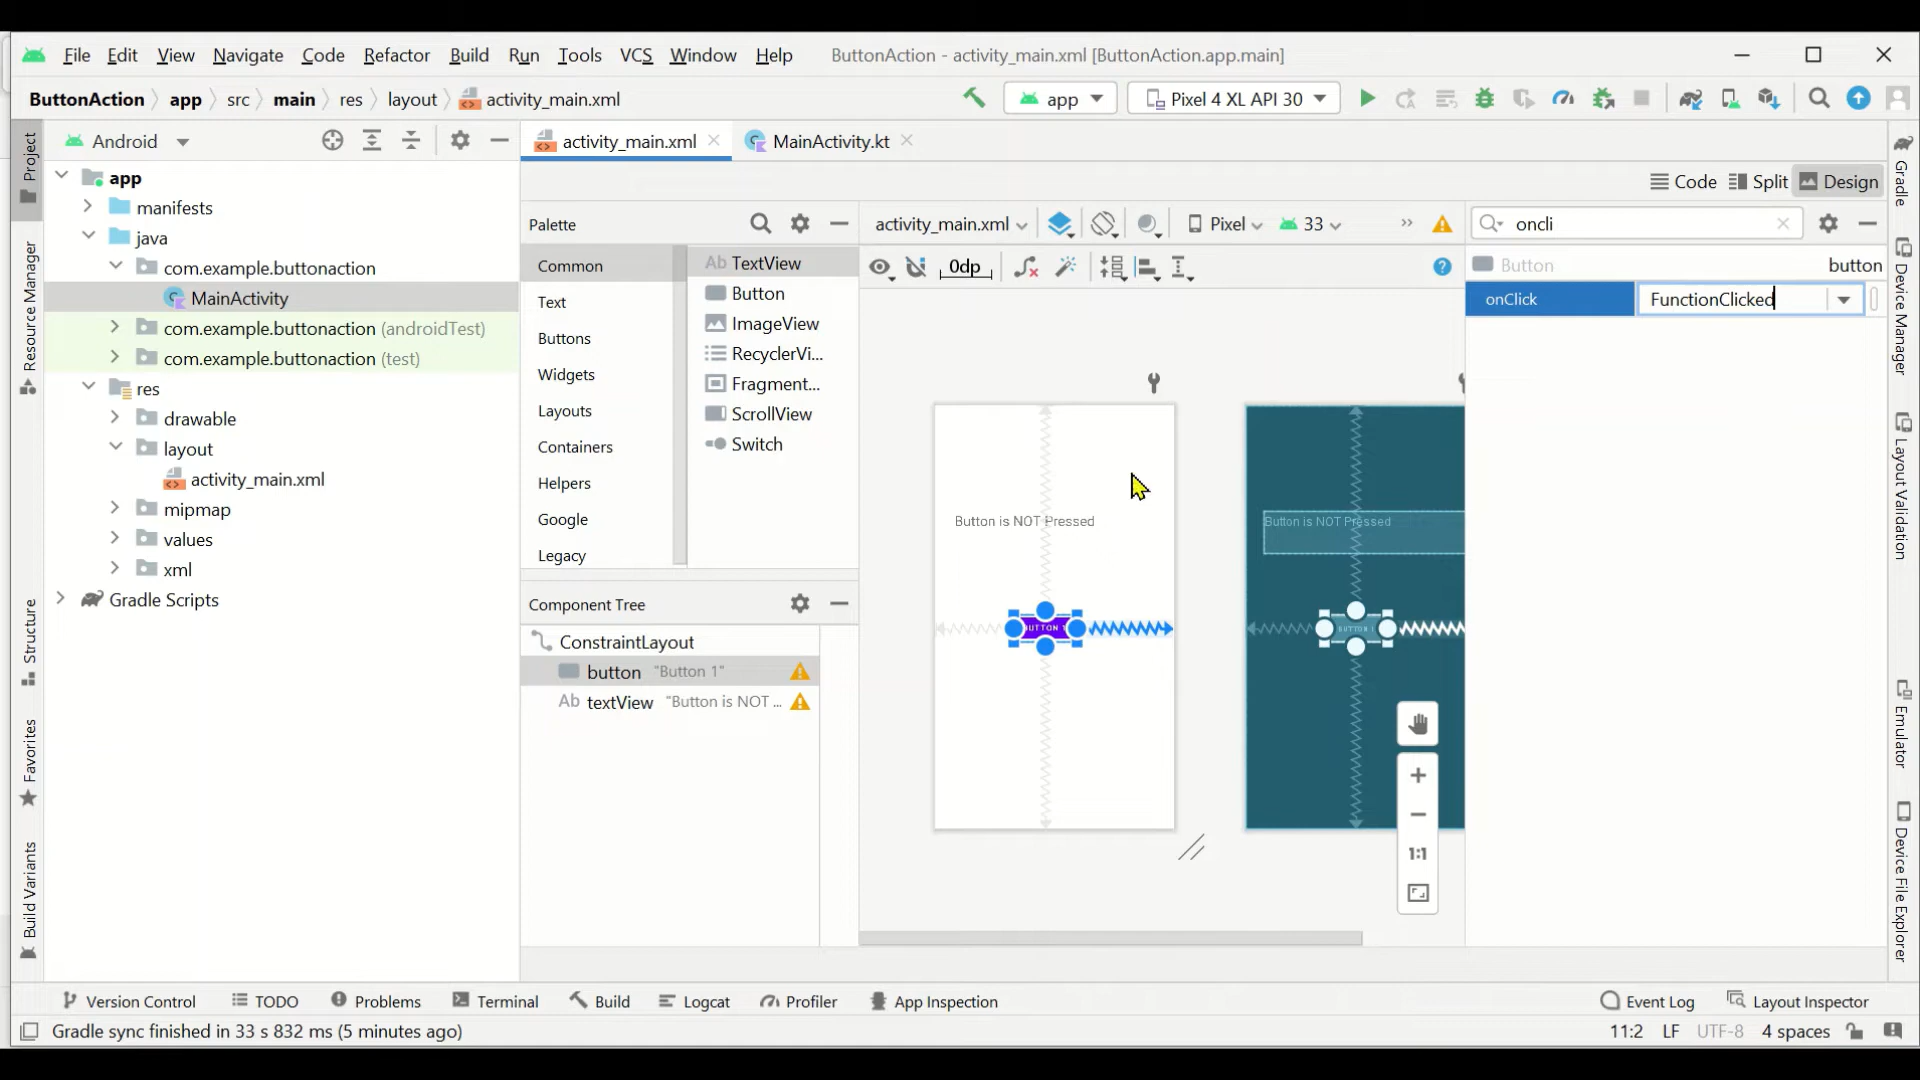 File Edit View Navigate Code Refactor Build Run Tools VCS Window Help ButtonAction - activity_main.xml [ButtonAction.app.main]
ButtonAction app src main res layout activity_main.xml app Pixel 4 XL API 30
Project
Resource Manager
Structure
Favorites
Build Variants
Android
app
manifests
java
com.example.buttonaction
MainActivity
com.example.buttonaction (androidTest)
com.example.buttonaction (test)
res
drawable
layout
activity_main.xml
mipmap
values
xml
Gradle Scripts
activity_main.xml MainActivity.kt
Code Split Design
Palette
Common
Text
Buttons
Widgets
Layouts
Containers
Helpers
Google
Legacy
Ab TextView
Button
ImageView
RecyclerVi...
Fragment...
ScrollView
Switch
Component Tree
ConstraintLayout
button "Button 1"
Ab textView "Button is NOT ...
activity_main.xml Pixel 33
0dp
Button is NOT Pressed
BUTTON 1
Button is NOT Pressed
BUTTON 1
1:1
oncli
Button button
onClick FunctionClicked
Gradle
Device Manager
Layout Validation
Emulator
Device File Explorer
Version Control TODO Problems Terminal Build Logcat Profiler App Inspection Event Log Layout Inspector
Gradle sync finished in 33 s 832 ms (5 minutes ago) 11:2 LF UTF-8 4 spaces